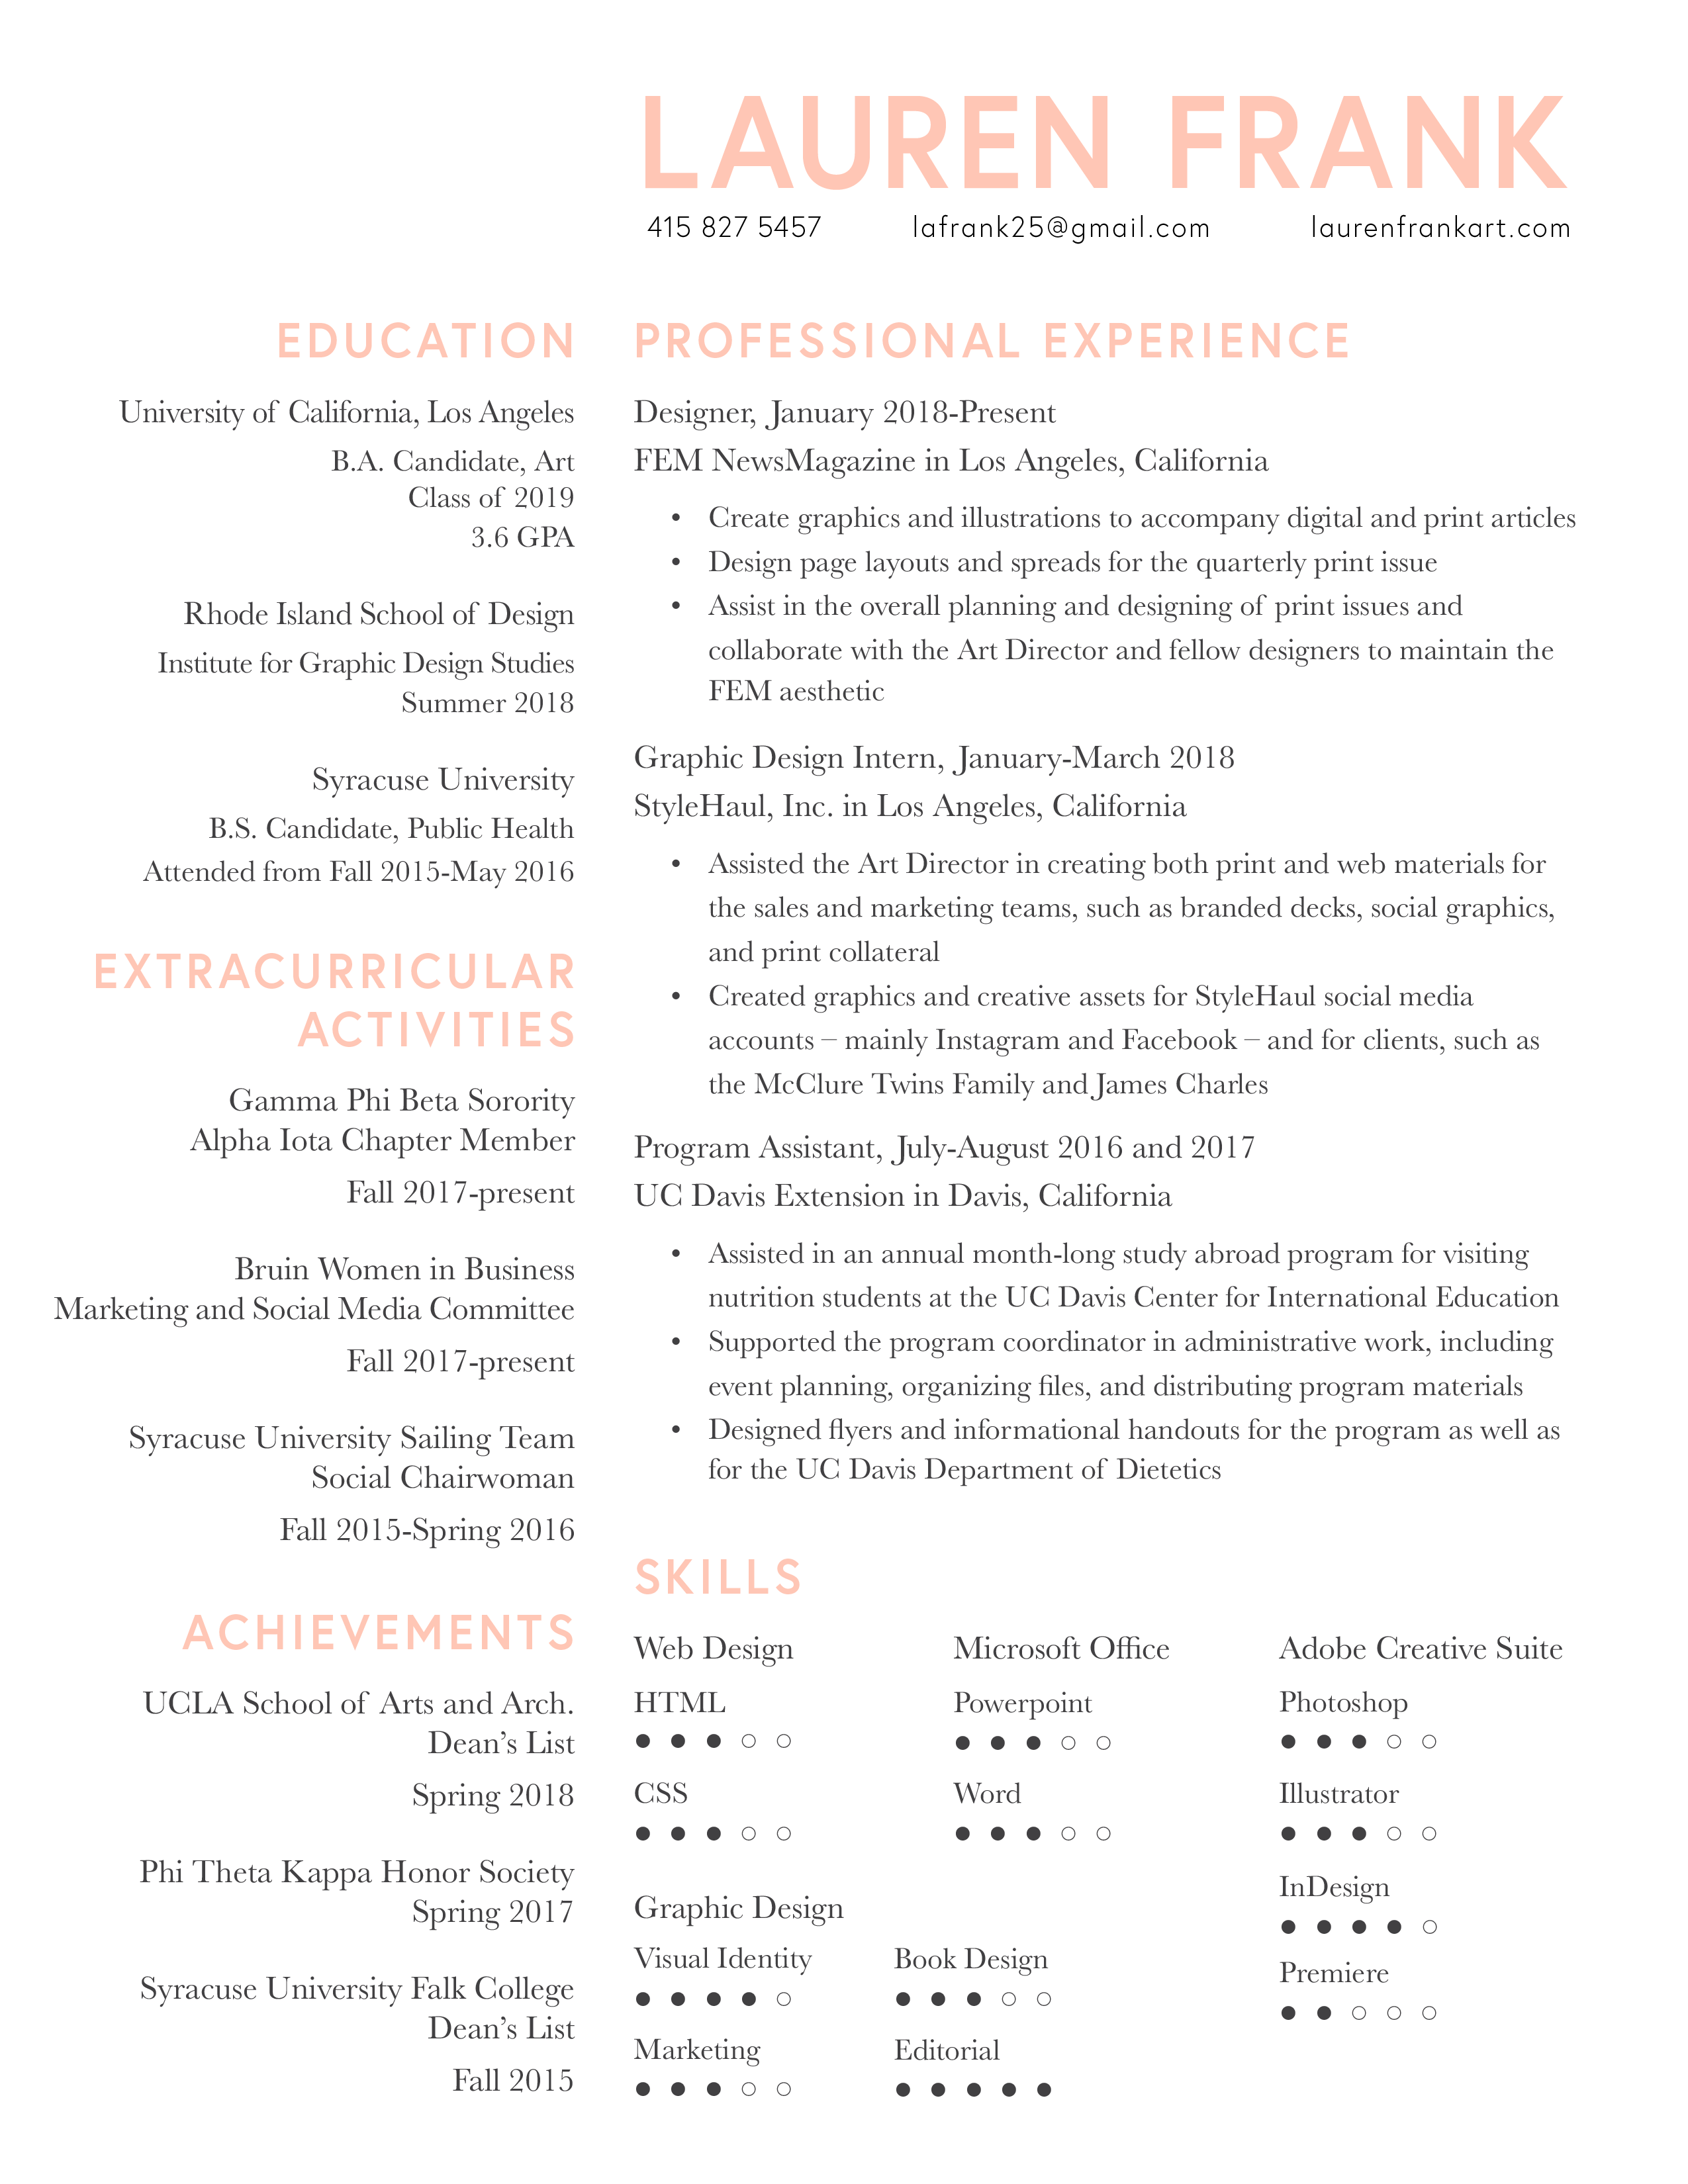 LAUREN FRANK
415 827 5457 lafrank25@gmail.com laurenfrankart.com
EDUCATION
University of California, Los Angeles
B.A. Candidate, Art
Class of 2019
3.6 GPA
Rhode Island School of Design
Institute for Graphic Design Studies
Summer 2018
Syracuse University
B.S. Candidate, Public Health
Attended from Fall 2015-May 2016
EXTRACURRICULAR
ACTIVITIES
Gamma Phi Beta Sorority
Alpha Iota Chapter Member
Fall 2017-present
Bruin Women in Business
Marketing and Social Media Committee
Fall 2017-present
Syracuse University Sailing Team
Social Chairwoman
Fall 2015-Spring 2016
ACHIEVEMENTS
UCLA School of Arts and Arch.
Dean’s List
Spring 2018
Phi Theta Kappa Honor Society
Spring 2017
Syracuse University Falk College
Dean’s List
Fall 2015
PROFESSIONAL EXPERIENCE
Designer, January 2018-Present
FEM NewsMagazine in Los Angeles, California
• Create graphics and illustrations to accompany digital and print articles
• Design page layouts and spreads for the quarterly print issue
• Assist in the overall planning and designing of print issues and
collaborate with the Art Director and fellow designers to maintain the
FEM aesthetic
Graphic Design Intern, January-March 2018
StyleHaul, Inc. in Los Angeles, California
• Assisted the Art Director in creating both print and web materials for
the sales and marketing teams, such as branded decks, social graphics,
and print collateral
• Created graphics and creative assets for StyleHaul social media
accounts – mainly Instagram and Facebook – and for clients, such as
the McClure Twins Family and James Charles
Program Assistant, July-August 2016 and 2017
UC Davis Extension in Davis, California
• Assisted in an annual month-long study abroad program for visiting
nutrition students at the UC Davis Center for International Education
• Supported the program coordinator in administrative work, including
event planning, organizing files, and distributing program materials
• Designed flyers and informational handouts for the program as well as
for the UC Davis Department of Dietetics
SKILLS
Web Design
HTML
CSS
Microsoft Office
Powerpoint
Word
Adobe Creative Suite
Photoshop
Illustrator
InDesign
Premiere
Graphic Design
Visual Identity
Marketing
Book Design
Editorial